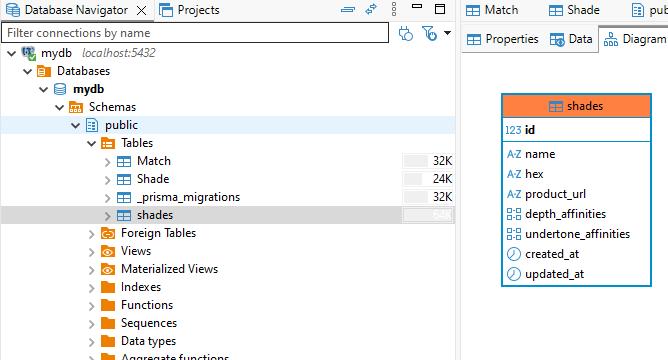 Database Navigator
Projects
Filter connections by name
mydb localhost:5432
Databases
mydb
Schemas
public
Tables
Match 32K
Shade 24K
_prisma_migrations 32K
shades 64K
Foreign Tables
Views
Materialized Views
Indexes
Functions
Sequences
Data types
Aggregate functions
Match
Shade
Properties
Data
Diagram
shades
123 id
A-Z name
A-Z hex
A-Z product_url
depth_affinities
undertone_affinities
created_at
updated_at